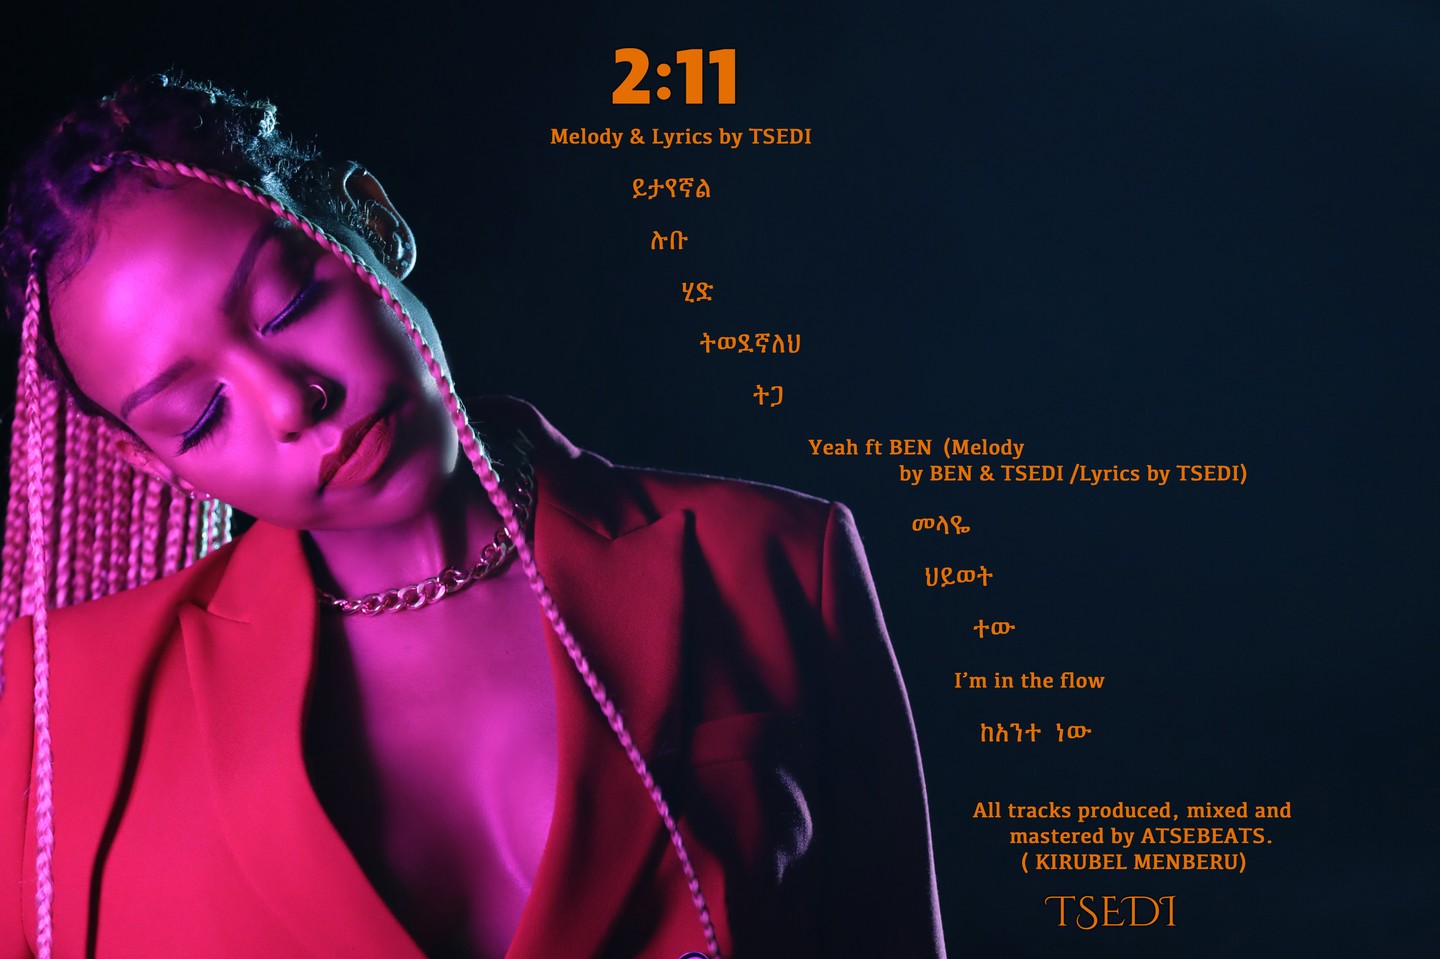 2:11
Melody & Lyrics by TSEDI
ይታየኛል
ሉቡ
ሂድ
ትወደኛለህ
ትጋ
Yeah ft BEN (Melody
by BEN & TSEDI /Lyrics by TSEDI)
መላዬ
ህይወት
ተው
I'm in the flow
ከአንተ ነው
All tracks produced, mixed and
mastered by ATSEBEATS.
( KIRUBEL MENBERU)
TSEDI